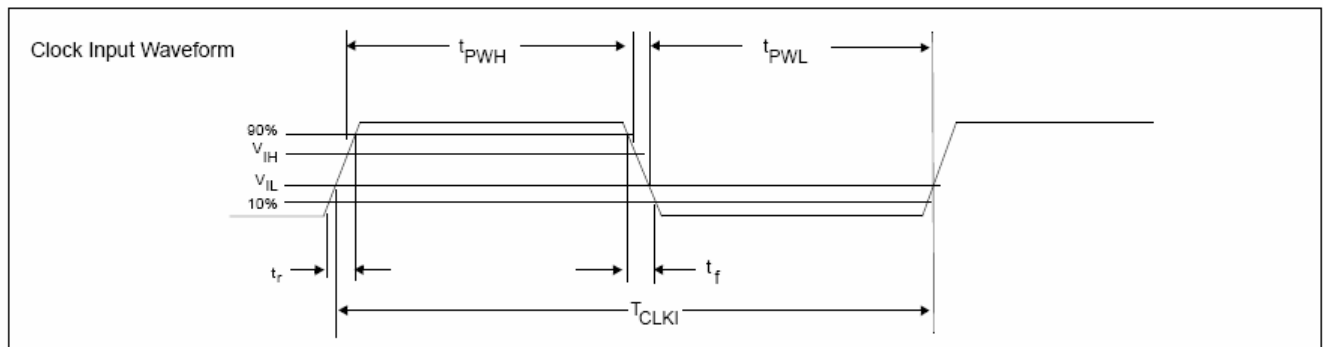 Clock Input Waveform
tPWH
tPWL
90%
VIH
VIL
10%
tr
tf
TCLKI